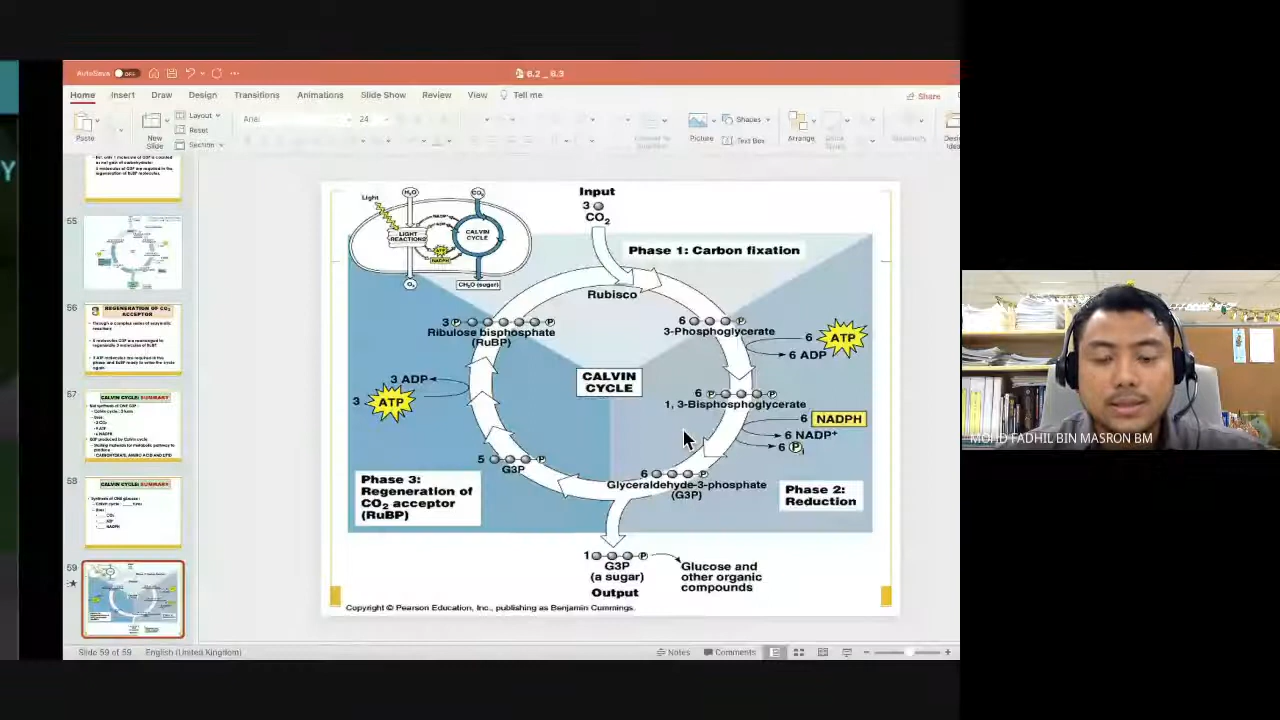 Y
AutoSave OFF
6.2 _ 6.3
Home Insert Draw Design Transitions Animations Slide Show Review View Tell me
Share
Paste
New
Slide
Layout
Reset
Section
24
Picture
Shapes
Text Box
Arrange
55
56
REGENERATION OF CO2
ACCEPTOR
57
CALVIN CYCLE: SUMMARY
58
CALVIN CYCLE: SUMMARY
59
Light
H2O
CO2
LIGHT
REACTIONS
CALVIN
CYCLE
ATP
NADPH
O2
CH2O (sugar)
Input
3
CO2
Phase 1: Carbon fixation
Rubisco
3 P P
Ribulose bisphosphate
(RuBP)
6 P
3-Phosphoglycerate
6 ATP
6 ADP
CALVIN
CYCLE
3 ADP
3 ATP
6 P P
1, 3-Bisphosphoglycerate
6 NADPH
6 NADP+
6 P
5 P
G3P
6 P
Glyceraldehyde-3-phosphate
(G3P)
Phase 3:
Regeneration of
CO2 acceptor
(RuBP)
Phase 2:
Reduction
1 P
G3P
(a sugar)
Output
Glucose and
other organic
compounds
Copyright © Pearson Education, Inc., publishing as Benjamin Cummings.
MOHD FADHIL BIN MASRON BM
Slide 59 of 59 English (United Kingdom)
Notes Comments